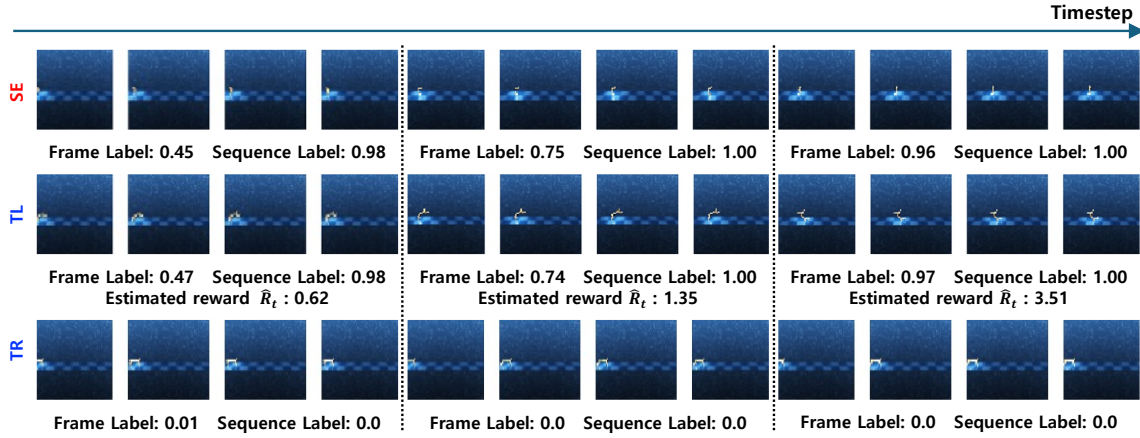 Timestep
SE
Frame Label: 0.45 Sequence Label: 0.98 Frame Label: 0.75 Sequence Label: 1.00 Frame Label: 0.96 Sequence Label: 1.00
TL
Frame Label: 0.47 Sequence Label: 0.98 Frame Label: 0.74 Sequence Label: 1.00 Frame Label: 0.97 Sequence Label: 1.00
Estimated reward R̂ₜ : 0.62 Estimated reward R̂ₜ : 1.35 Estimated reward R̂ₜ : 3.51
TR
Frame Label: 0.01 Sequence Label: 0.0 Frame Label: 0.0 Sequence Label: 0.0 Frame Label: 0.0 Sequence Label: 0.0